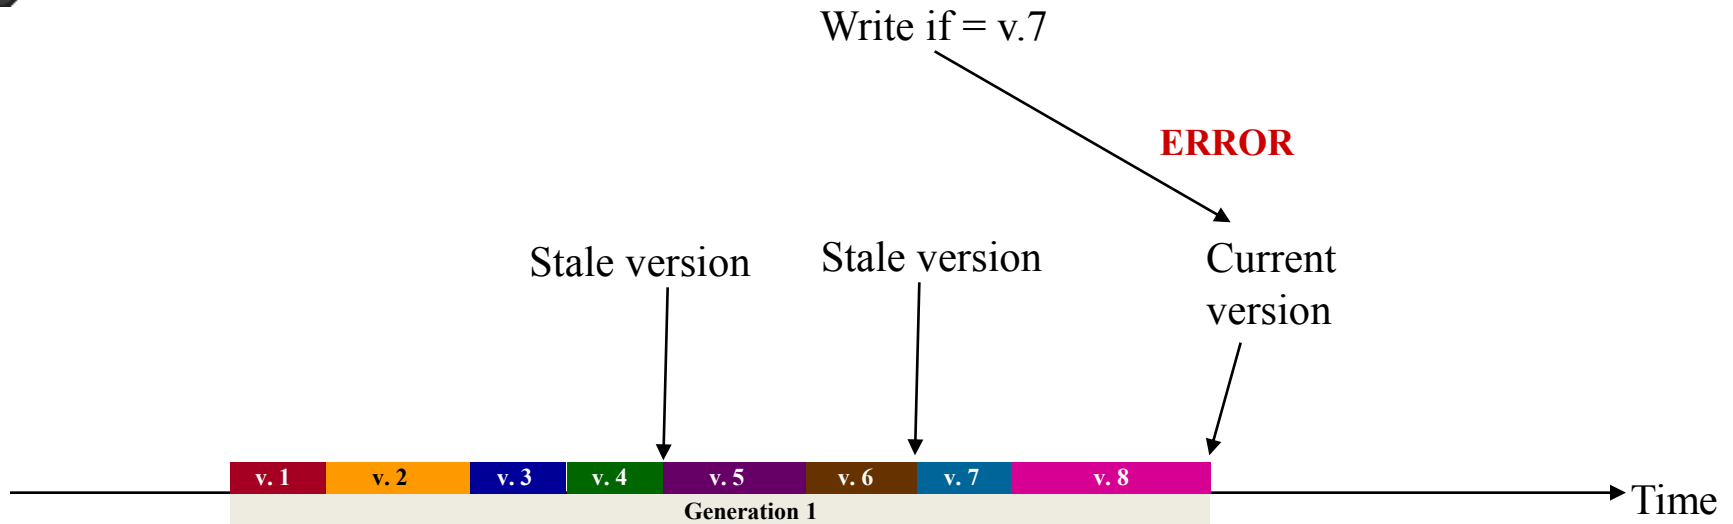 Write if = v.7
ERROR
Stale version
Stale version
Current
version
v. 1
v. 2
v. 3
v. 4
v. 5
v. 6
v. 7
v. 8
Generation 1
Time